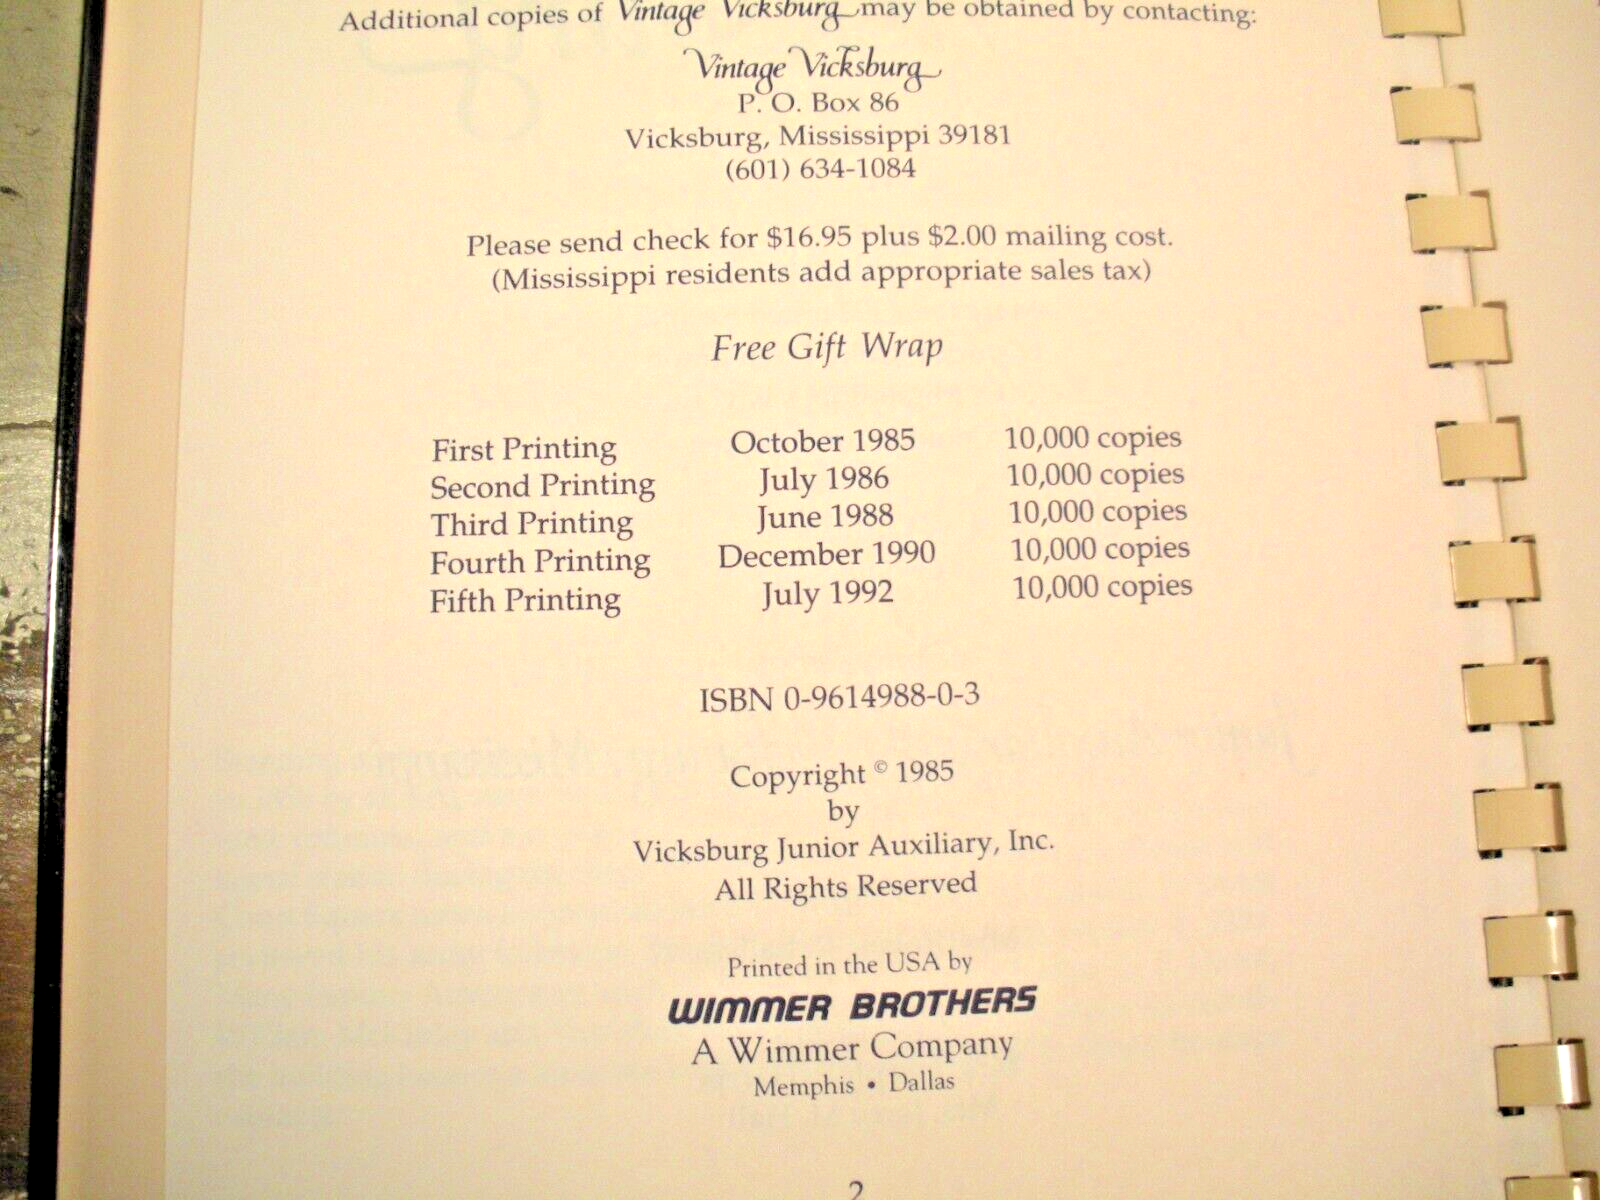 Additional copies of Vintage Vicksburg may be obtained by contacting:
Vintage Vicksburg
P. O. Box 86
Vicksburg, Mississippi 39181
(601) 634-1084
Please send check for $16.95 plus $2.00 mailing cost.
(Mississippi residents add appropriate sales tax)
Free Gift Wrap
First Printing October 1985 10,000 copies
Second Printing July 1986 10,000 copies
Third Printing June 1988 10,000 copies
Fourth Printing December 1990 10,000 copies
Fifth Printing July 1992 10,000 copies
ISBN 0-9614988-0-3
Copyright © 1985
by
Vicksburg Junior Auxiliary, Inc.
All Rights Reserved
Printed in the USA by
WIMMER BROTHERS
A Wimmer Company
Memphis • Dallas
2